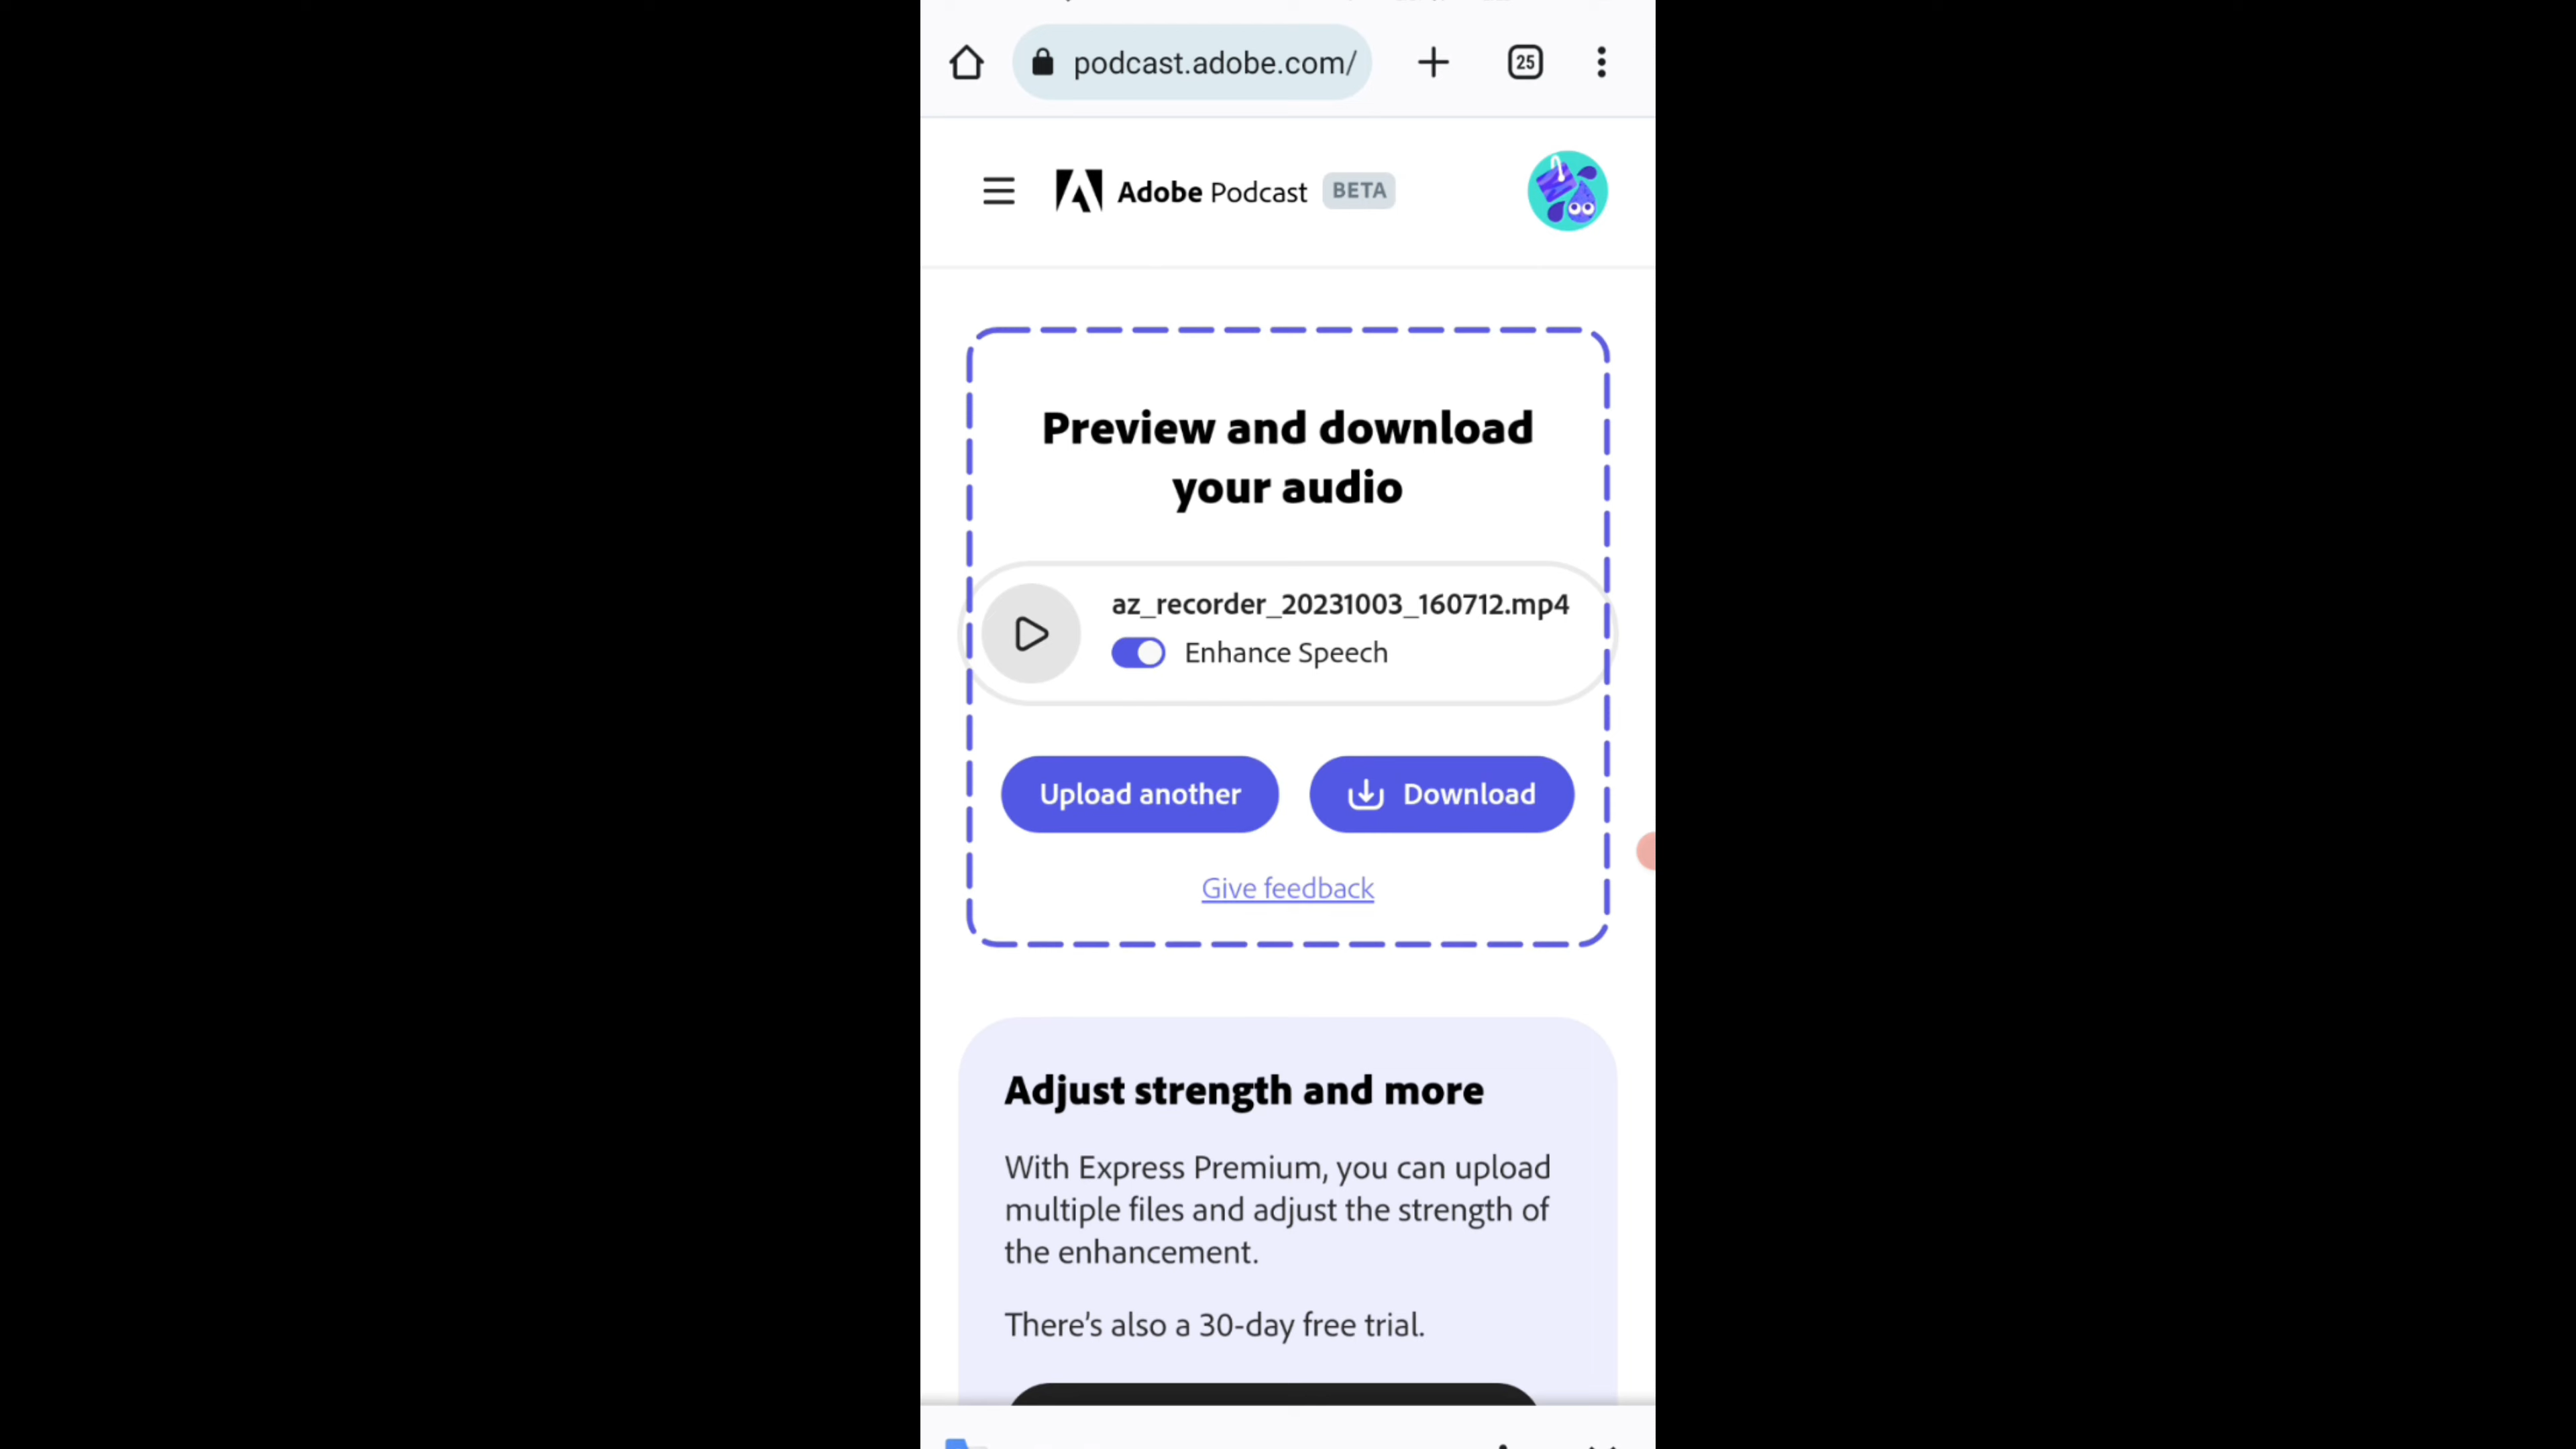 podcast.adobe.com/
25
Adobe Podcast BETA
Preview and download
your audio
az_recorder_20231003_160712.mp4
Enhance Speech
Upload another
Download
Give feedback
Adjust strength and more
With Express Premium, you can upload
multiple files and adjust the strength of
the enhancement.
There's also a 30-day free trial.